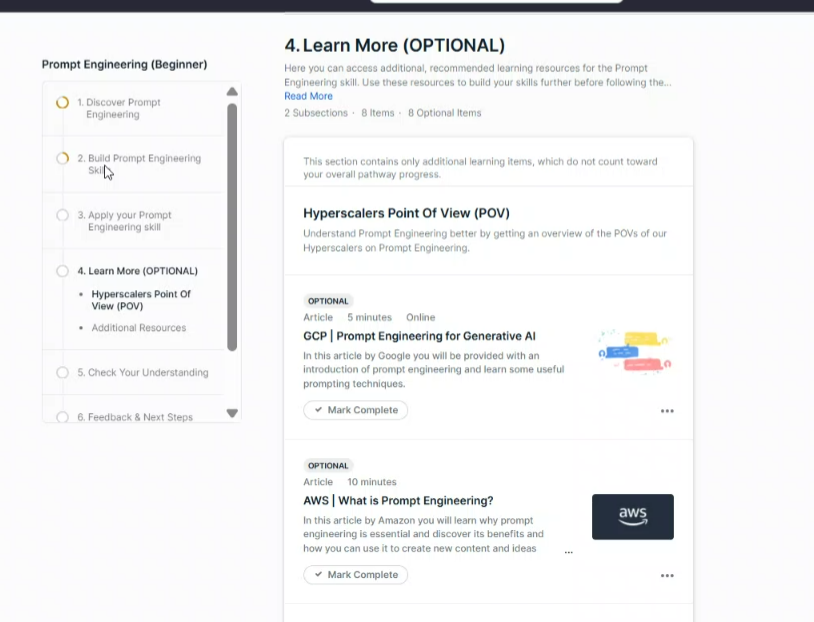 Prompt Engineering (Beginner)
1. Discover Prompt
Engineering
2. Build Prompt Engineering
Skill
3. Apply your Prompt
Engineering skill
4. Learn More (OPTIONAL)
• Hyperscalers Point Of
View (POV)
• Additional Resources
5. Check Your Understanding
6. Feedback & Next Steps
4. Learn More (OPTIONAL)
Here you can access additional, recommended learning resources for the Prompt
Engineering skill. Use these resources to build your skills further before following the...
Read More
2 Subsections · 8 Items · 8 Optional Items
This section contains only additional learning items, which do not count toward
your overall pathway progress.
Hyperscalers Point Of View (POV)
Understand Prompt Engineering better by getting an overview of the POVs of our
Hyperscalers on Prompt Engineering.
OPTIONAL
Article 5 minutes Online
GCP | Prompt Engineering for Generative AI
In this article by Google you will be provided with an
introduction of prompt engineering and learn some useful
prompting techniques.
Mark Complete
OPTIONAL
Article 10 minutes
AWS | What is Prompt Engineering?
In this article by Amazon you will learn why prompt
engineering is essential and discover its benefits and
how you can use it to create new content and ideas ...
aws
Mark Complete